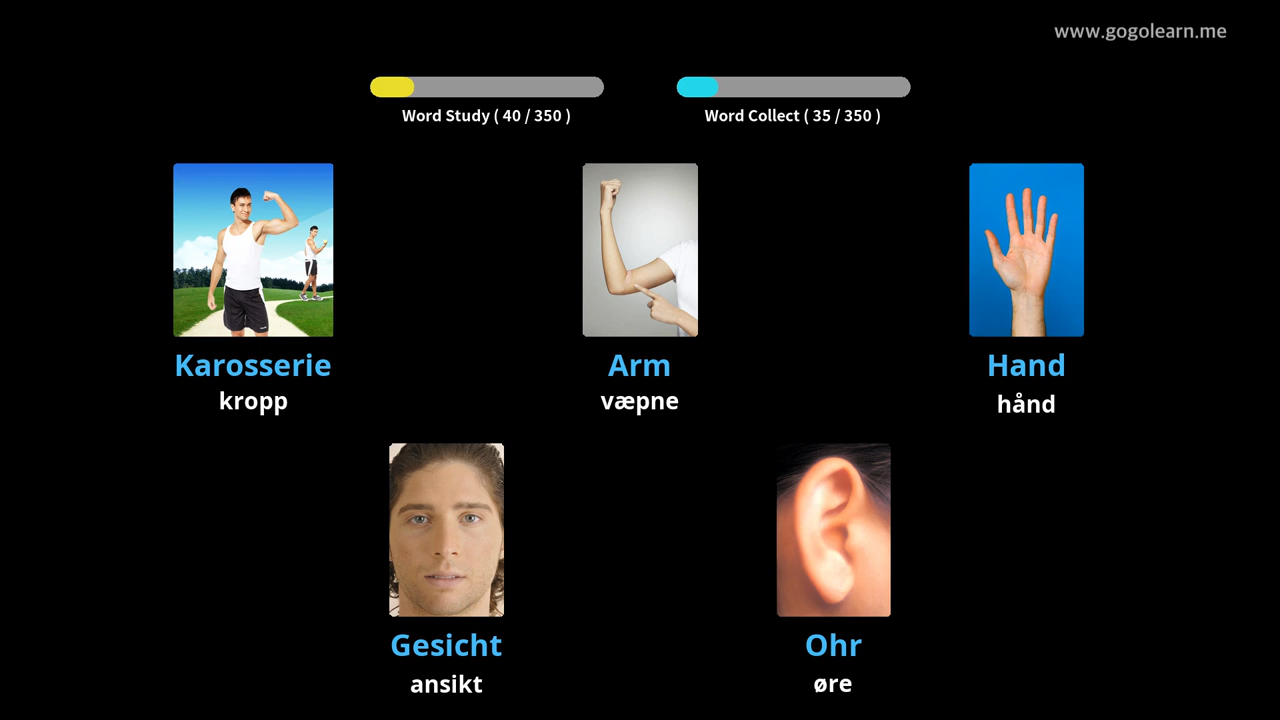 www.gogolearn.me
Word Study ( 40 / 350 )
Word Collect ( 35 / 350 )
Karosserie
kropp
Arm
væpne
Hand
hånd
Gesicht
ansikt
Ohr
øre